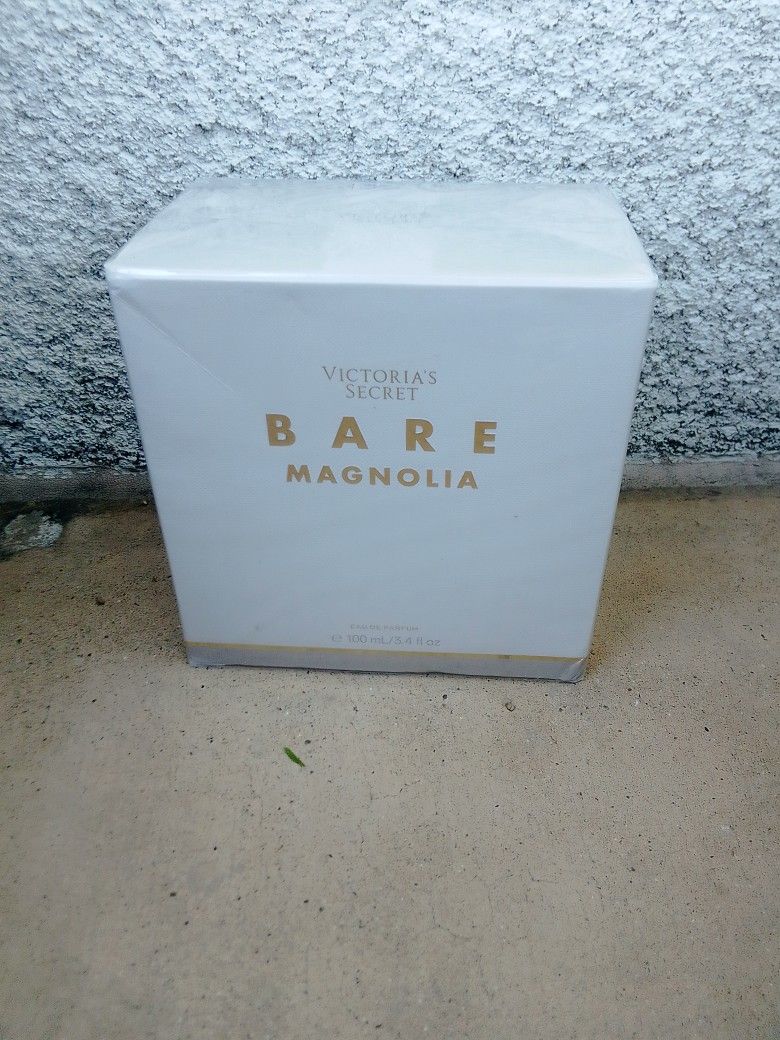 VICTORIA'S
SECRET
BARE
MAGNOLIA
EAU DE PARFUM
℮ 100 mL/3.4 fl oz